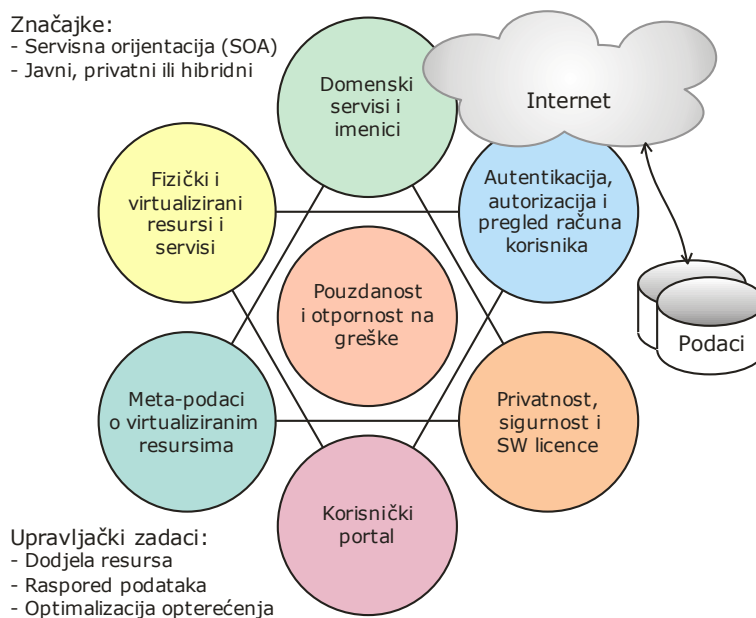 Značajke:
- Servisna orijentacija (SOA)
- Javni, privatni ili hibridni
Domenski
servisi i
imenici
Internet
Fizički i
virtualizirani
resursi i
servisi
Autentikacija,
autorizacija i
pregled računa
korisnika
Pouzdanost
i otpornost na
greške
Podaci
Meta-podaci
o virtualiziranim
resursima
Privatnost,
sigurnost i
SW licence
Korisnički
portal
Upravljački zadaci:
- Dodjela resursa
- Raspored podataka
- Optimalizacija opterećenja